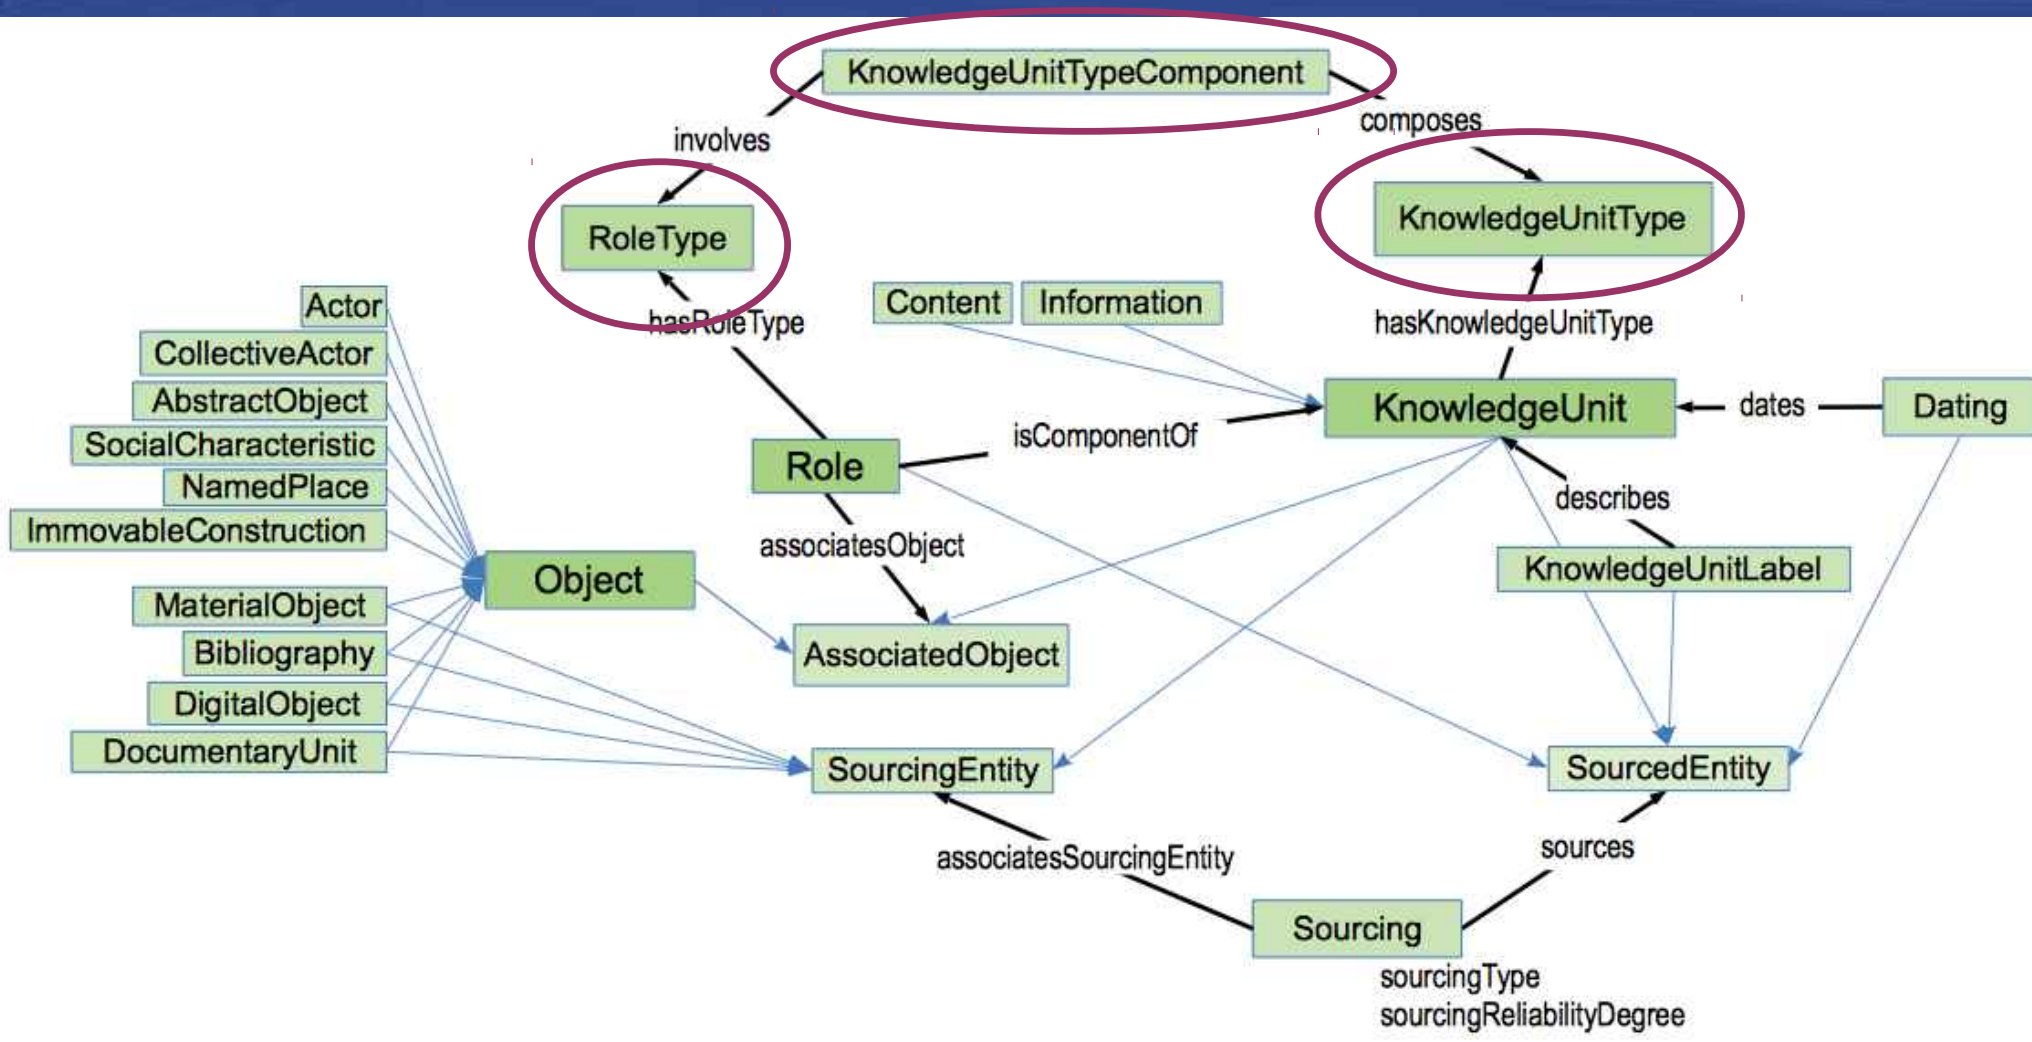 KnowledgeUnitTypeComponent
involves
composes
RoleType
KnowledgeUnitType
hasRoleType
Content
Information
hasKnowledgeUnitType
Actor
CollectiveActor
AbstractObject
SocialCharacteristic
NamedPlace
ImmovableConstruction
MaterialObject
Bibliography
DigitalObject
DocumentaryUnit
Object
Role
isComponentOf
KnowledgeUnit
dates
Dating
describes
associatesObject
KnowledgeUnitLabel
AssociatedObject
SourcingEntity
SourcedEntity
associatesSourcingEntity
sources
Sourcing
sourcingType
sourcingReliabilityDegree